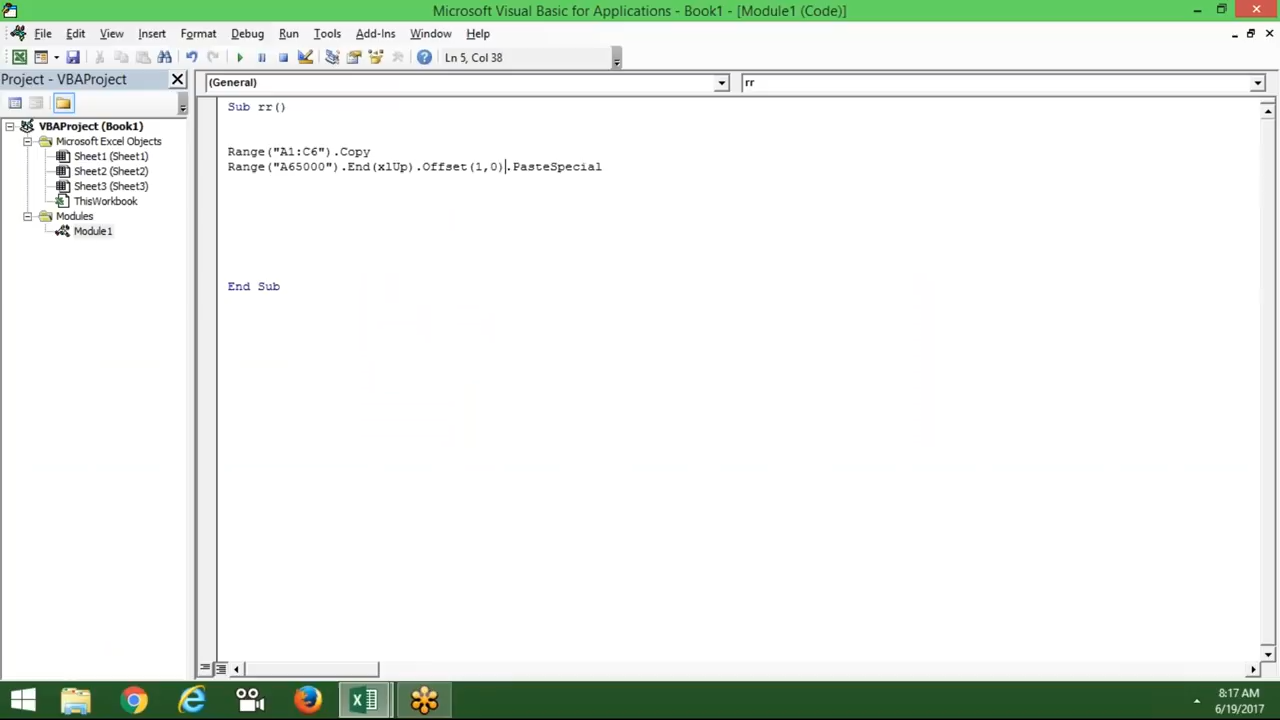 Microsoft Visual Basic for Applications - Book1 - [Module1 (Code)]
File Edit View Insert Format Debug Run Tools Add-Ins Window Help
Ln 5, Col 38
Project - VBAProject
(General)
rr
VBAProject (Book1)
Microsoft Excel Objects
Sheet1 (Sheet1)
Sheet2 (Sheet2)
Sheet3 (Sheet3)
ThisWorkbook
Modules
Module1
Sub rr()
Range("A1:C6").Copy
Range("A65000").End(xlUp).Offset(1,0).PasteSpecial
End Sub
8:17 AM
6/19/2017